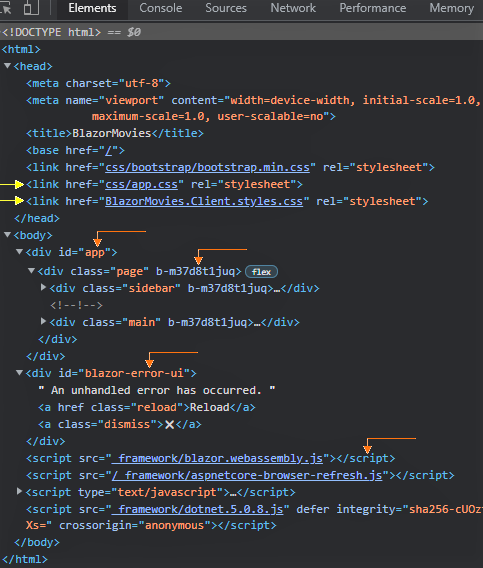 Elements Console Sources Network Performance Memory
<!DOCTYPE html> == $0
<html>
<head>
<meta charset="utf-8">
<meta name="viewport" content="width=device-width, initial-scale=1.0,
maximum-scale=1.0, user-scalable=no">
<title>BlazorMovies</title>
<base href="/">
<link href="css/bootstrap/bootstrap.min.css" rel="stylesheet">
<link href="css/app.css" rel="stylesheet">
<link href="BlazorMovies.Client.styles.css" rel="stylesheet">
</head>
<body>
<div id="app">
<div class="page" b-m37d8t1juq> flex
<div class="sidebar" b-m37d8t1juq>…</div>
<!--!-->
<div class="main" b-m37d8t1juq>…</div>
</div>
</div>
<div id="blazor-error-ui">
" An unhandled error has occurred. "
<a href class="reload">Reload</a>
<a class="dismiss">🗙</a>
</div>
<script src="_framework/blazor.webassembly.js"></script>
<script src="/_framework/aspnetcore-browser-refresh.js"></script>
<script type="text/javascript">…</script>
<script src="_framework/dotnet.5.0.8.js" defer integrity="sha256-cUOz
Xs=" crossorigin="anonymous"></script>
</body>
</html>